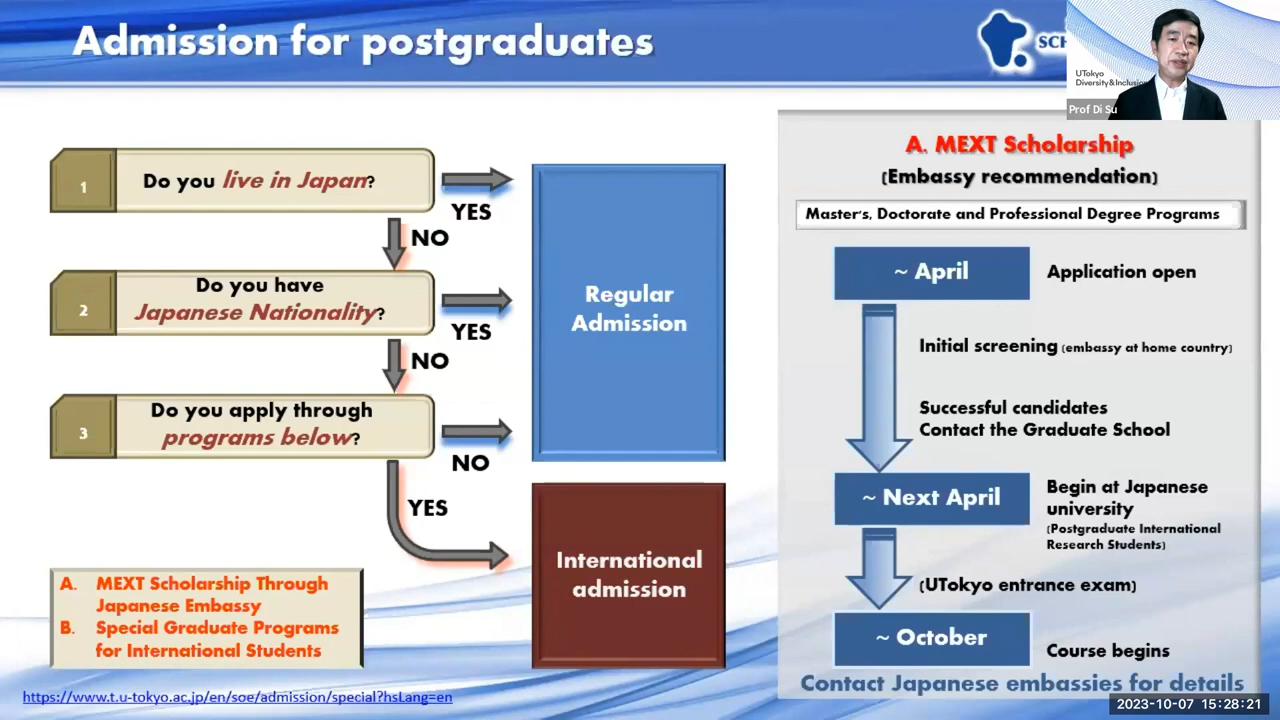 Admission for postgraduates
UTokyo
Diversity&Inclusion
Prof Di Su
1
Do you live in Japan?
YES
NO
2
Do you have
Japanese Nationality?
YES
NO
3
Do you apply through
programs below?
NO
YES
Regular
Admission
International
admission
A. MEXT Scholarship Through
Japanese Embassy
B. Special Graduate Programs
for International Students
https://www.t.u-tokyo.ac.jp/en/soe/admission/special?hsLang=en
A. MEXT Scholarship
(Embassy recommendation)
Master's, Doctorate and Professional Degree Programs
~ April
Application open
Initial screening (embassy at home country)
Successful candidates
Contact the Graduate School
~ Next April
Begin at Japanese
university
(Postgraduate International
Research Students)
(UTokyo entrance exam)
~ October
Course begins
Contact Japanese embassies for details
2023-10-07 15:28:21